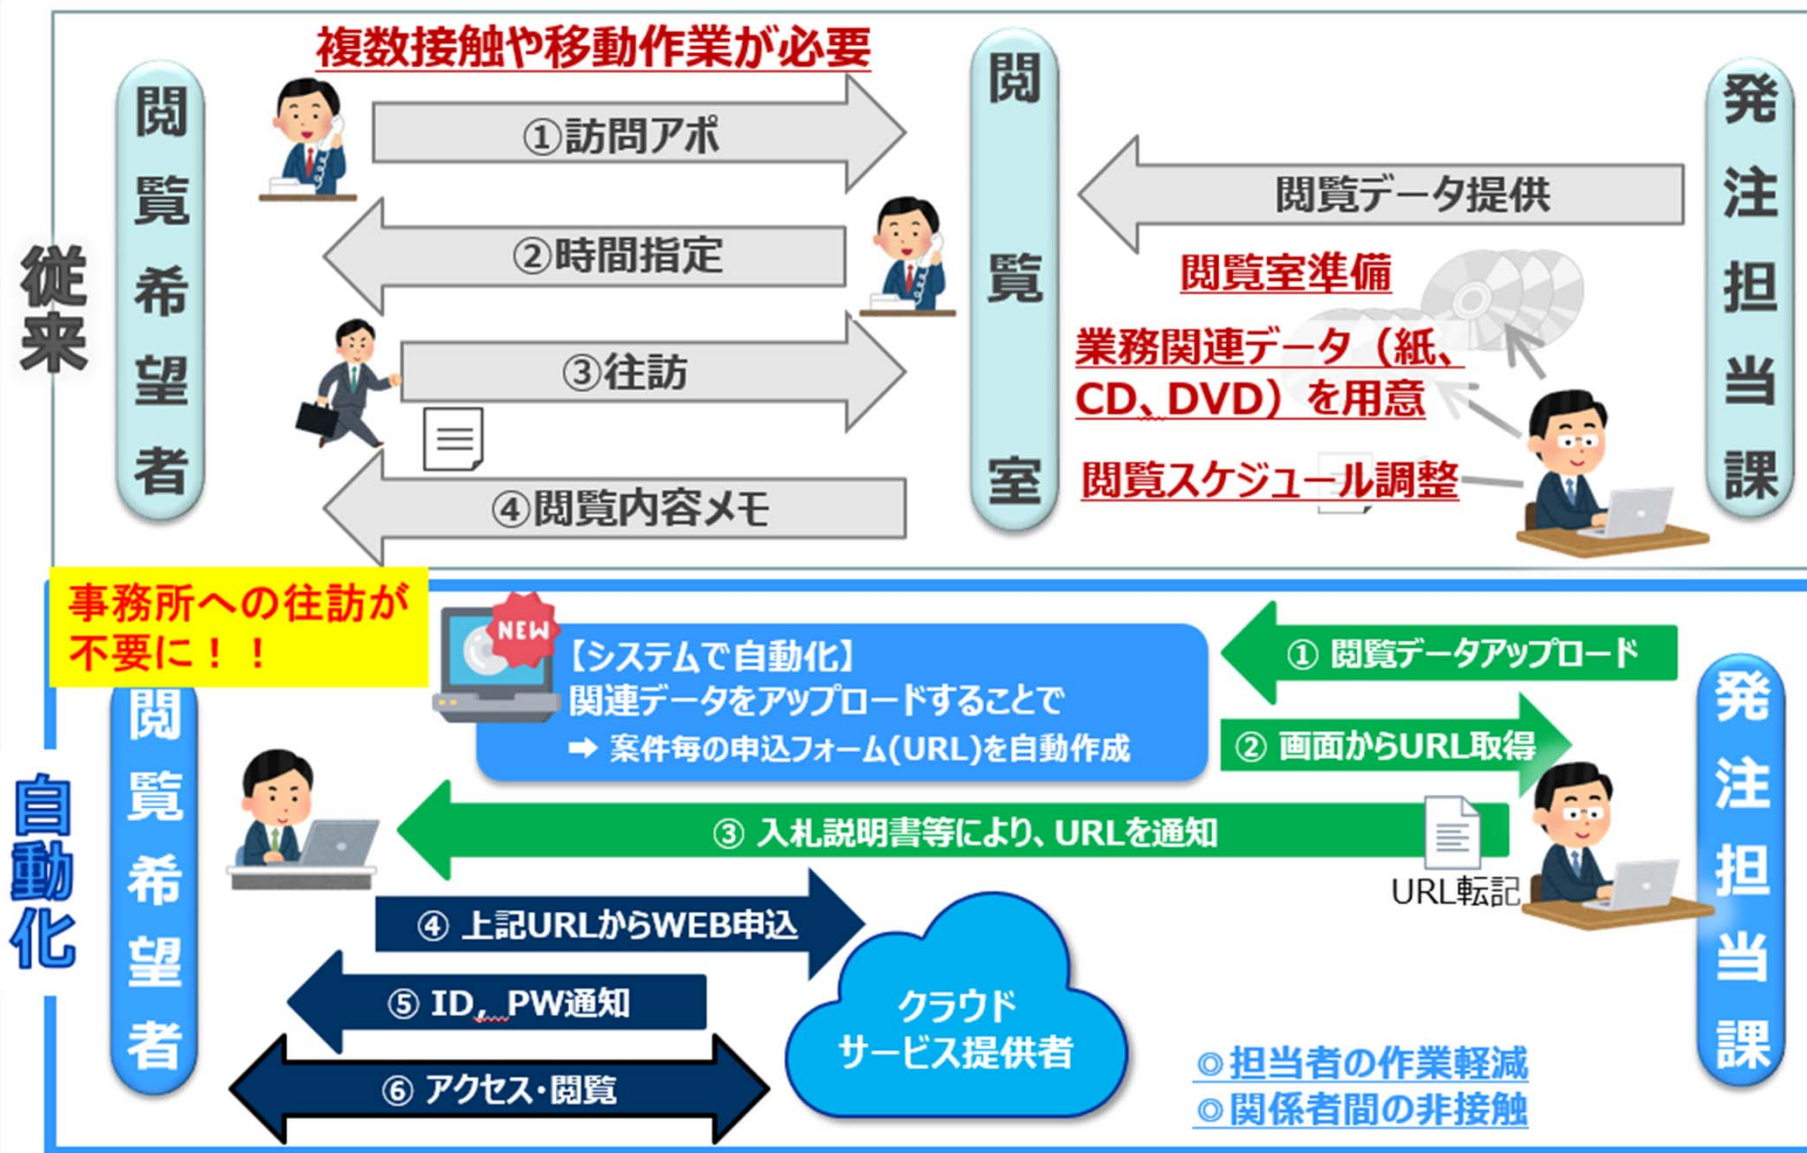 従来
閲覧希望者
複数接触や移動作業が必要
①訪問アポ
②時間指定
③往訪
④閲覧内容メモ
閲覧室
閲覧データ提供
閲覧室準備
業務関連データ（紙、
CD、DVD）を用意
閲覧スケジュール調整
発注担当課
事務所への往訪が
不要に！！
自動化
閲覧希望者
NEW
【システムで自動化】
関連データをアップロードすることで
➡ 案件毎の申込フォーム(URL)を自動作成
① 閲覧データアップロード
② 画面からURL取得
③ 入札説明書等により、URLを通知
URL転記
④ 上記URLからWEB申込
⑤ ID，PW通知
⑥ アクセス・閲覧
クラウド
サービス提供者
発注担当課
◎担当者の作業軽減
◎関係者間の非接触